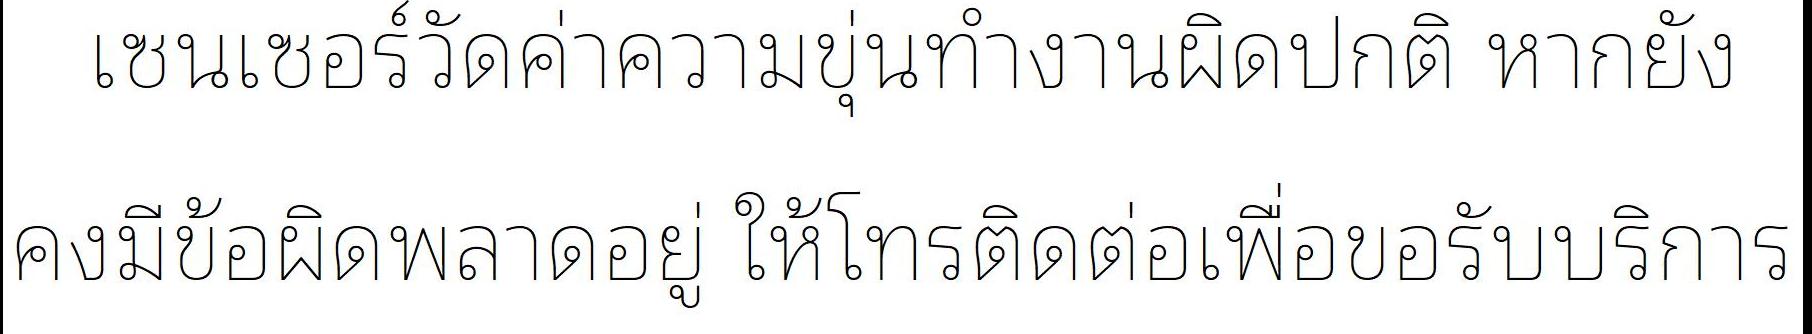 เซนเซอร์วัดค่าความขุ่นทำงานผิดปกติ หากยัง
คงมีข้อผิดพลาดอยู่ ให้โทรติดต่อเพื่อขอรับบริการ